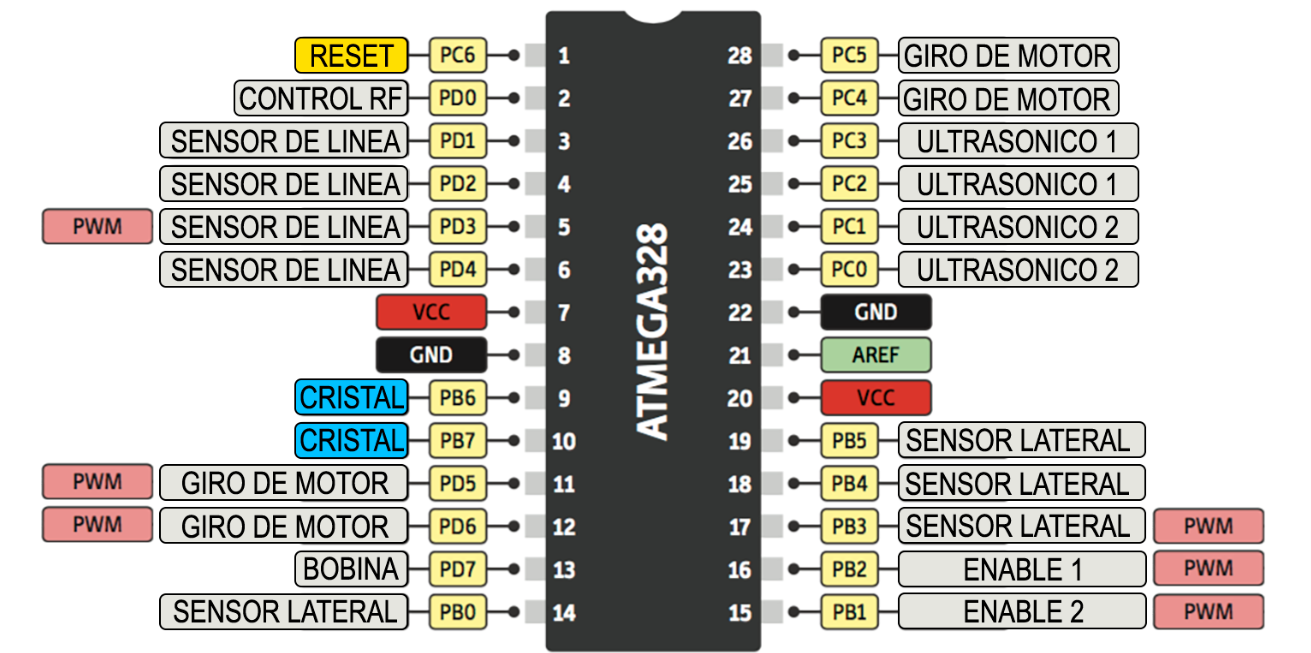 RESET PC6 1 28 PC5 GIRO DE MOTOR
CONTROL RF PD0 2 27 PC4 GIRO DE MOTOR
SENSOR DE LINEA PD1 3 26 PC3 ULTRASONICO 1
SENSOR DE LINEA PD2 4 25 PC2 ULTRASONICO 1
PWM SENSOR DE LINEA PD3 5 24 PC1 ULTRASONICO 2
SENSOR DE LINEA PD4 6 23 PC0 ULTRASONICO 2
VCC 7 22 GND
GND 8 21 AREF
CRISTAL PB6 9 20 VCC
CRISTAL PB7 10 19 PB5 SENSOR LATERAL
PWM GIRO DE MOTOR PD5 11 18 PB4 SENSOR LATERAL
PWM GIRO DE MOTOR PD6 12 17 PB3 SENSOR LATERAL PWM
BOBINA PD7 13 16 PB2 ENABLE 1 PWM
SENSOR LATERAL PB0 14 15 PB1 ENABLE 2 PWM
ATMEGA328